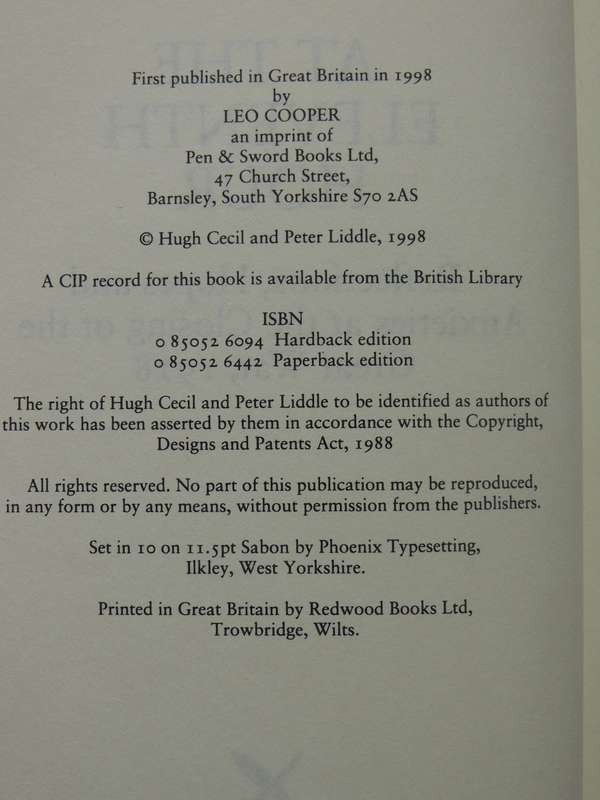 First published in Great Britain in 1998
by
LEO COOPER
an imprint of
Pen & Sword Books Ltd,
47 Church Street,
Barnsley, South Yorkshire S70 2AS
© Hugh Cecil and Peter Liddle, 1998
A CIP record for this book is available from the British Library
ISBN
0 85052 6094 Hardback edition
0 85052 6442 Paperback edition
The right of Hugh Cecil and Peter Liddle to be identified as authors of
this work has been asserted by them in accordance with the Copyright,
Designs and Patents Act, 1988
All rights reserved. No part of this publication may be reproduced,
in any form or by any means, without permission from the publishers.
Set in 10 on 11.5pt Sabon by Phoenix Typesetting,
Ilkley, West Yorkshire.
Printed in Great Britain by Redwood Books Ltd,
Trowbridge, Wilts.